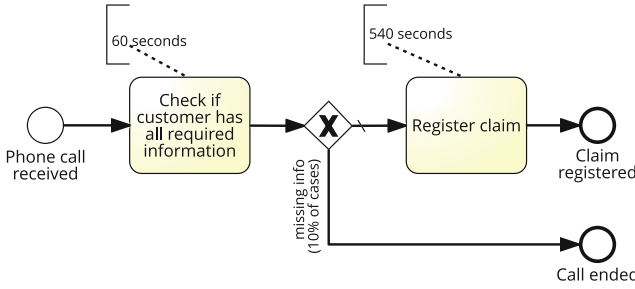 60 seconds
540 seconds
Check if
customer has
all required
information
Register claim
Phone call
received
Claim
registered
missing info
(10% of cases)
Call ended